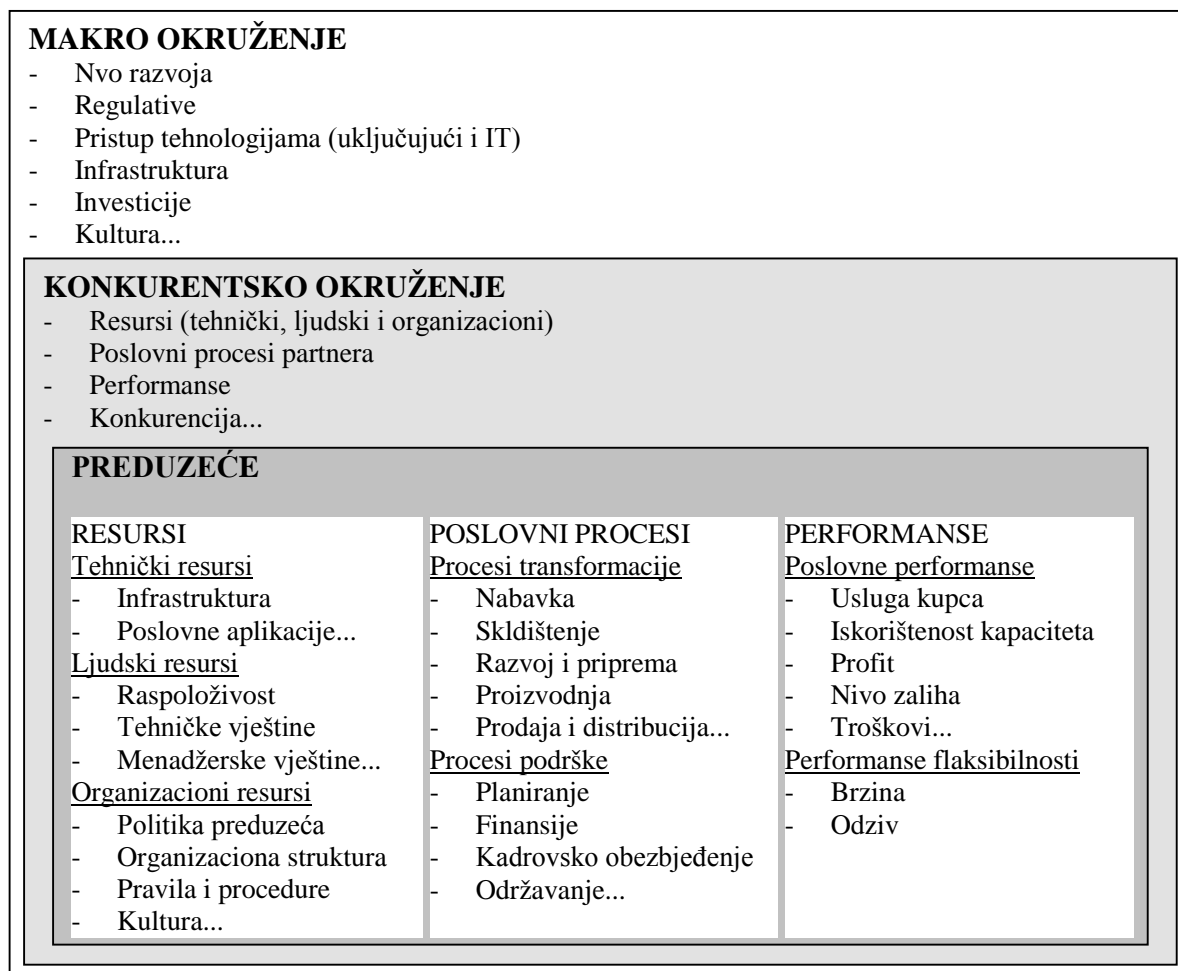 MAKRO OKRUŽENJE
- Nvo razvoja
- Regulative
- Pristup tehnologijama (uključujući i IT)
- Infrastruktura
- Investicije
- Kultura...
KONKURENTSKO OKRUŽENJE
- Resursi (tehnički, ljudski i organizacioni)
- Poslovni procesi partnera
- Performanse
- Konkurencija...
PREDUZEĆE
RESURSI
Tehnički resursi
- Infrastruktura
- Poslovne aplikacije...
Ljudski resursi
- Raspoloživost
- Tehničke vještine
- Menadžerske vještine...
Organizacioni resursi
- Politika preduzeća
- Organizaciona struktura
- Pravila i procedure
- Kultura...
POSLOVNI PROCESI
Procesi transformacije
- Nabavka
- Skldištenje
- Razvoj i priprema
- Proizvodnja
- Prodaja i distribucija...
Procesi podrške
- Planiranje
- Finansije
- Kadrovsko obezbjeđenje
- Održavanje...
PERFORMANSE
Poslovne performanse
- Usluga kupca
- Iskorištenost kapaciteta
- Profit
- Nivo zaliha
- Troškovi...
Performanse flaksibilnosti
- Brzina
- Odziv